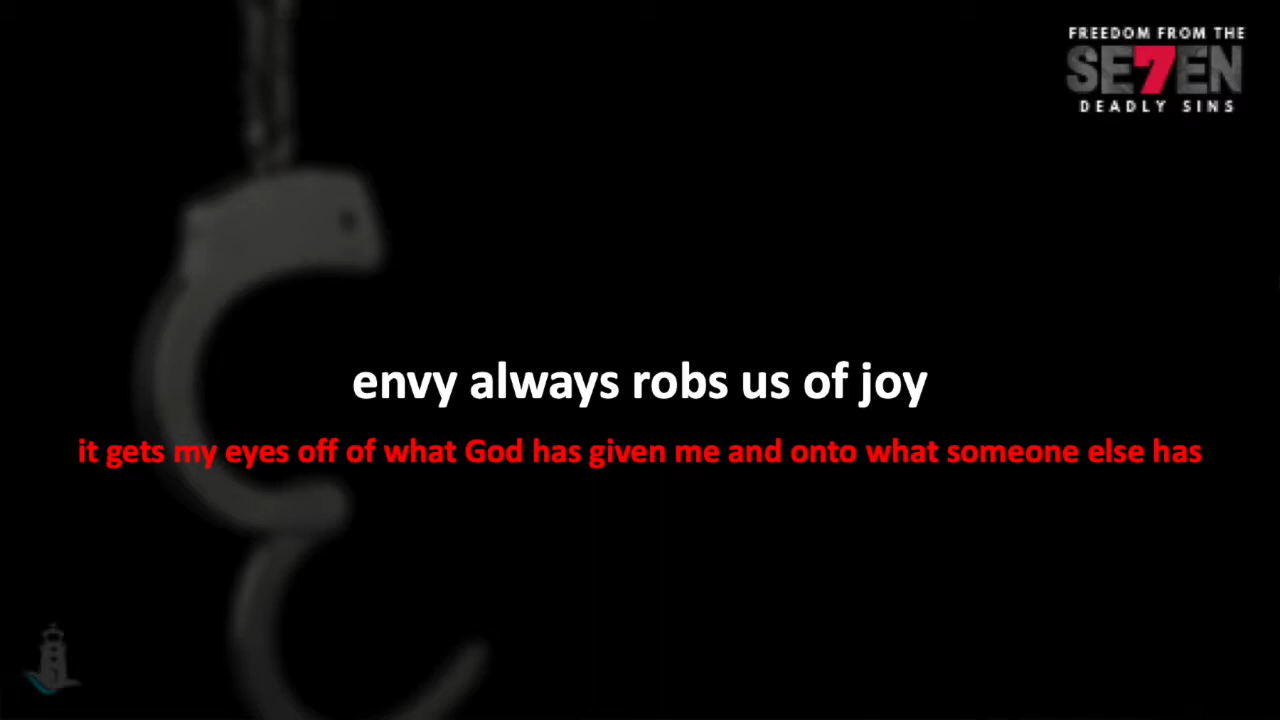 FREEDOM FROM THE
SE7EN
DEADLY SINS
envy always robs us of joy
it gets my eyes off of what God has given me and onto what someone else has